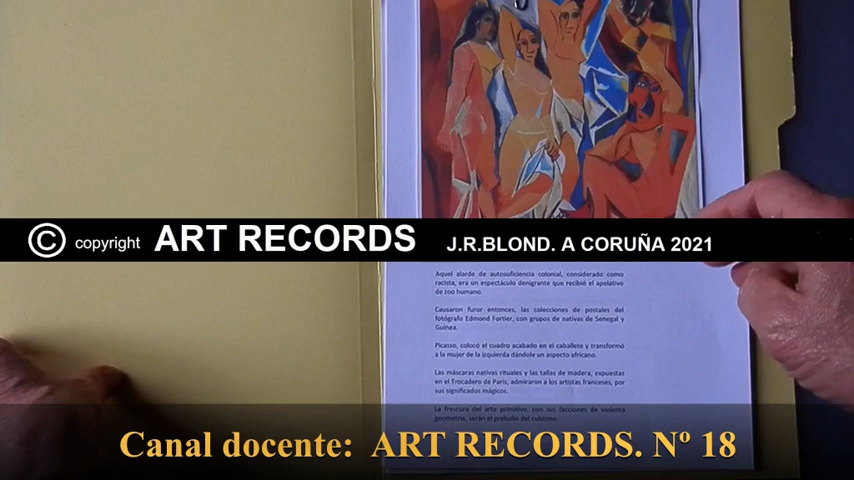 © copyright ART RECORDS J.R.BLOND. A CORUÑA 2021
Aquel alarde de autosuficiencia colonial, considerado como
racista, era un espectáculo denigrante que recibió el apelativo
de zoo humano.
Causaron furor entonces, las colecciones de postales del
fotógrafo Edmond Fortier, con grupos de nativas de Senegal y
Guinea.
Picasso, colocó el cuadro acabado en el caballete y transformó
a la mujer de la izquierda dándole un aspecto africano.
Las máscaras nativas rituales y las tallas de madera, expuestas
en el Trocadero de París, admiraron a los artistas franceses, por
sus significados mágicos.
La frescura del arte primitivo, con sus facciones de violenta
geometría, serán el preludio del cubismo.
Canal docente: ART RECORDS. Nº 18